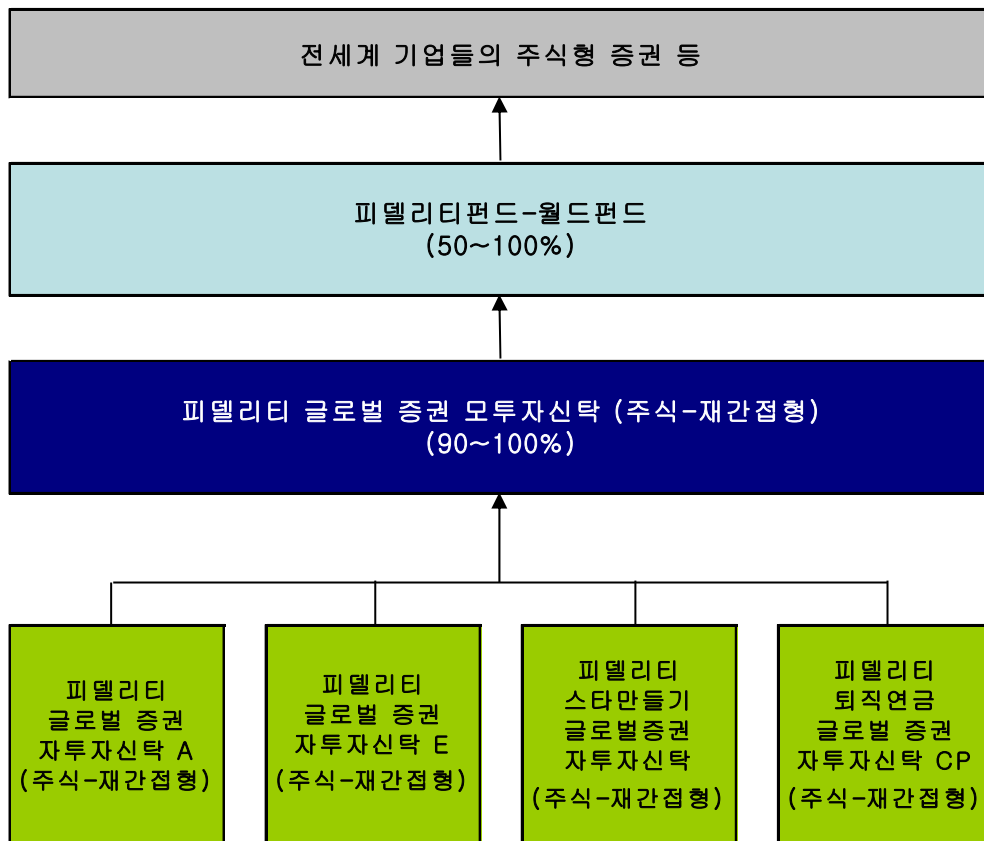 전세계 기업들의 주식형 증권 등
피델리티펀드-월드펀드
(50~100%)
피델리티 글로벌 증권 모투자신탁 (주식-재간접형)
(90~100%)
피델리티
글로벌 증권
자투자신탁 A
(주식-재간접형)
피델리티
글로벌 증권
자투자신탁 E
(주식-재간접형)
피델리티
스타만들기
글로벌증권
자투자신탁
(주식-재간접형)
피델리티
퇴직연금
글로벌 증권
자투자신탁 CP
(주식-재간접형)